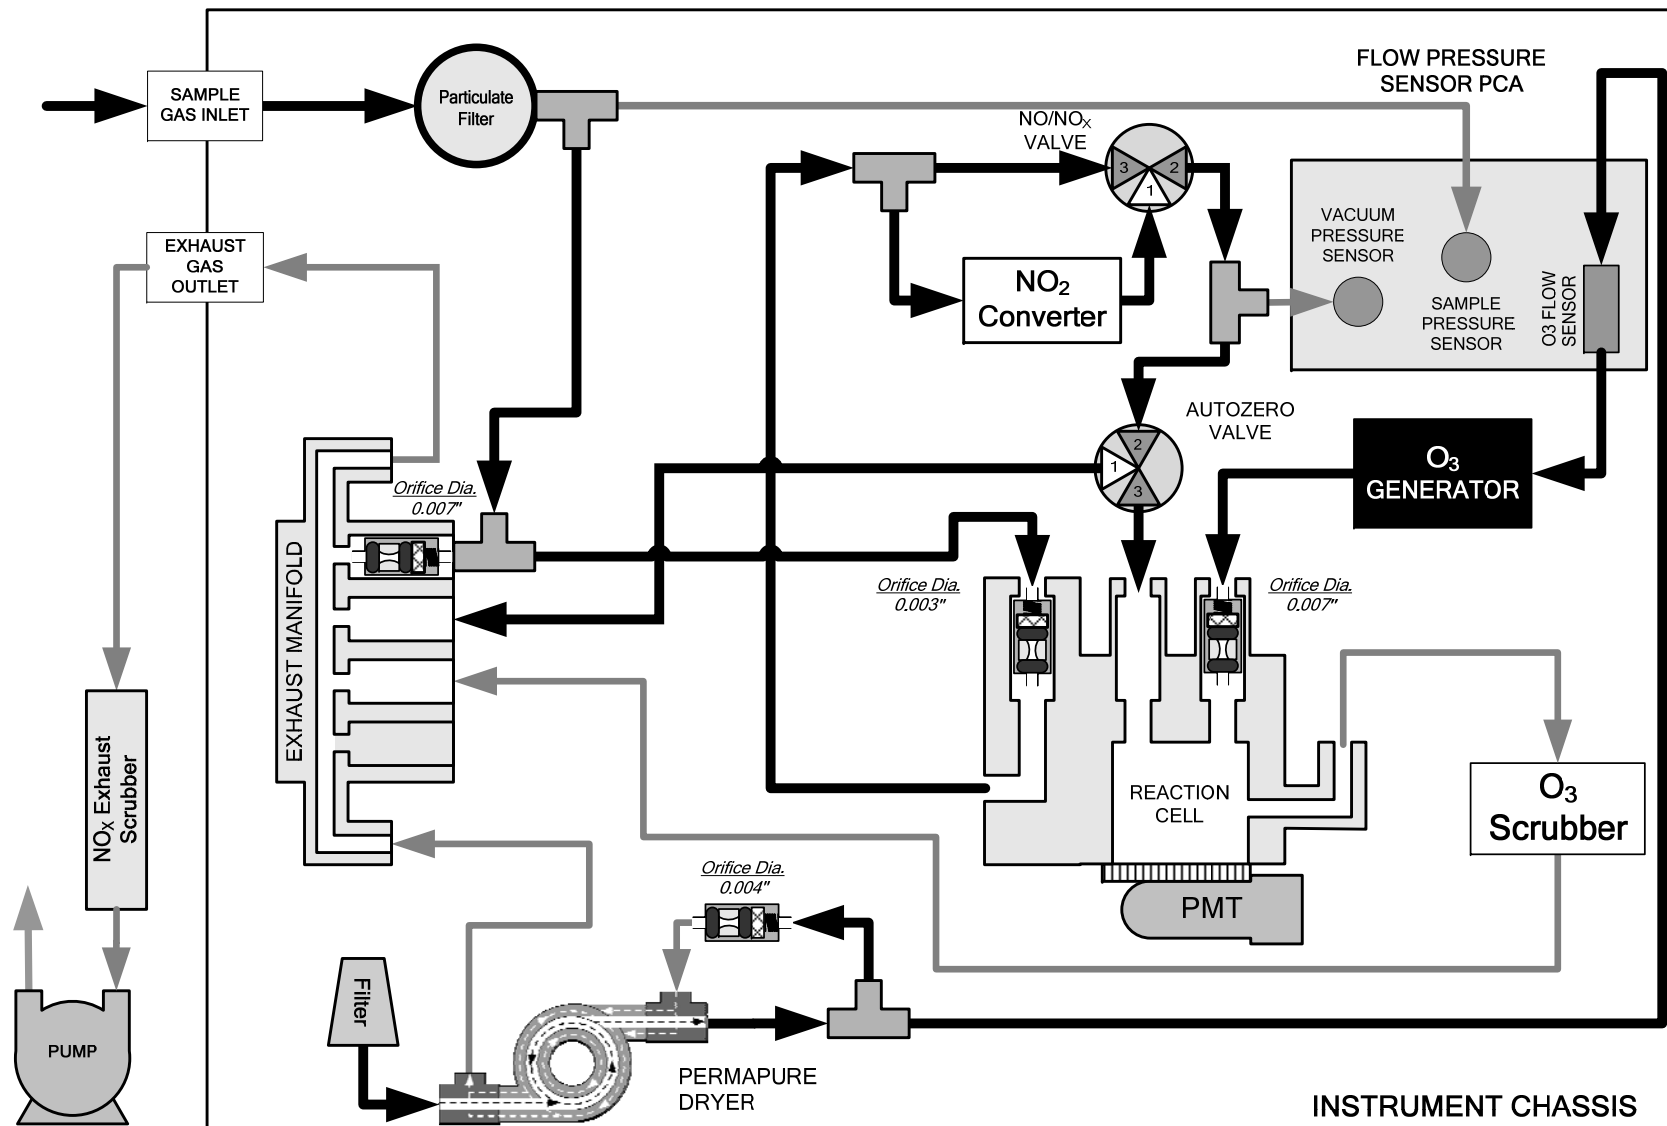 SAMPLE
GAS INLET
Particulate
Filter
FLOW PRESSURE
SENSOR PCA
NO/NOX
VALVE
3
2
1
EXHAUST
GAS
OUTLET
NO2
Converter
VACUUM
PRESSURE
SENSOR
SAMPLE
PRESSURE
SENSOR
O3 FLOW
SENSOR
AUTOZERO
VALVE
2
1
3
O3
GENERATOR
Orifice Dia.
0.007"
EXHAUST MANIFOLD
Orifice Dia.
0.003"
Orifice Dia.
0.007"
NOX Exhaust
Scrubber
REACTION
CELL
O3
Scrubber
Orifice Dia.
0.004"
PMT
Filter
PUMP
PERMAPURE
DRYER
INSTRUMENT CHASSIS